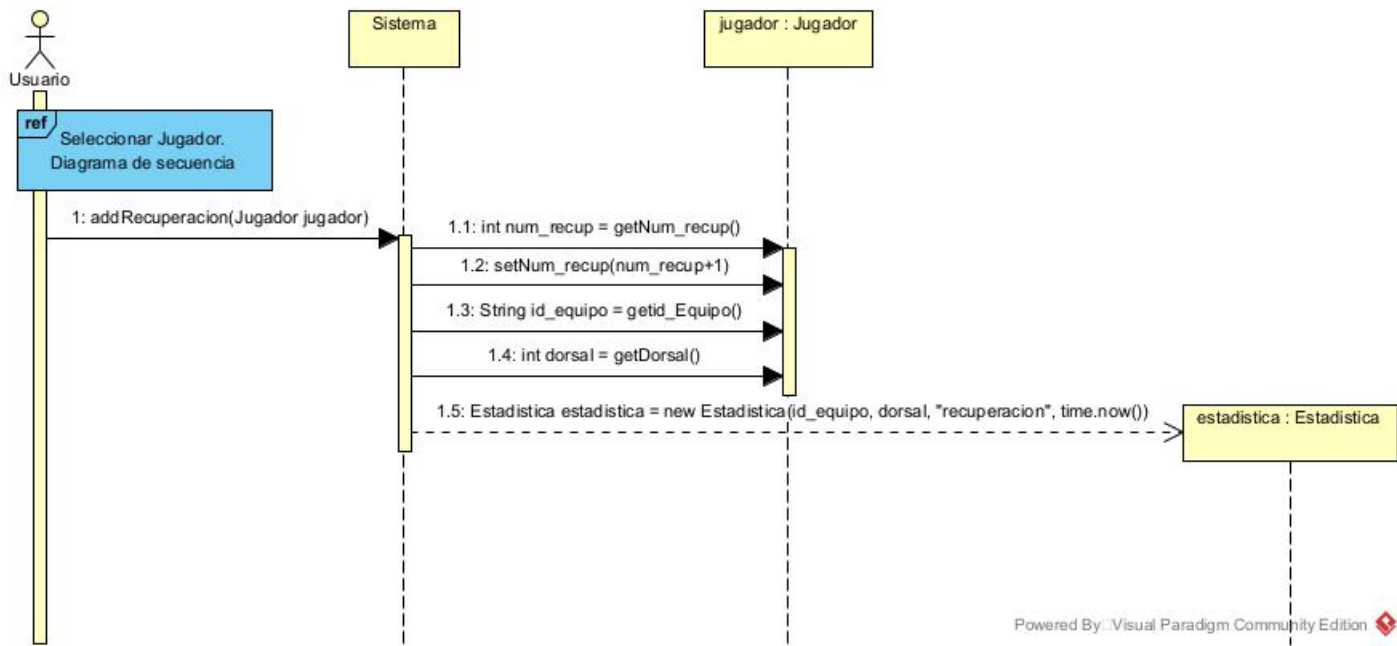 Usuario
Sistema
jugador : Jugador
ref
Seleccionar Jugador.
Diagrama de secuencia
1: addRecuperacion(Jugador jugador)
1.1: int num_recup = getNum_recup()
1.2: setNum_recup(num_recup+1)
1.3: String id_equipo = getid_Equipo()
1.4: int dorsal = getDorsal()
1.5: Estadistica estadistica = new Estadistica(id_equipo, dorsal, "recuperacion", time.now())
estadistica : Estadistica
Powered By Visual Paradigm Community Edition